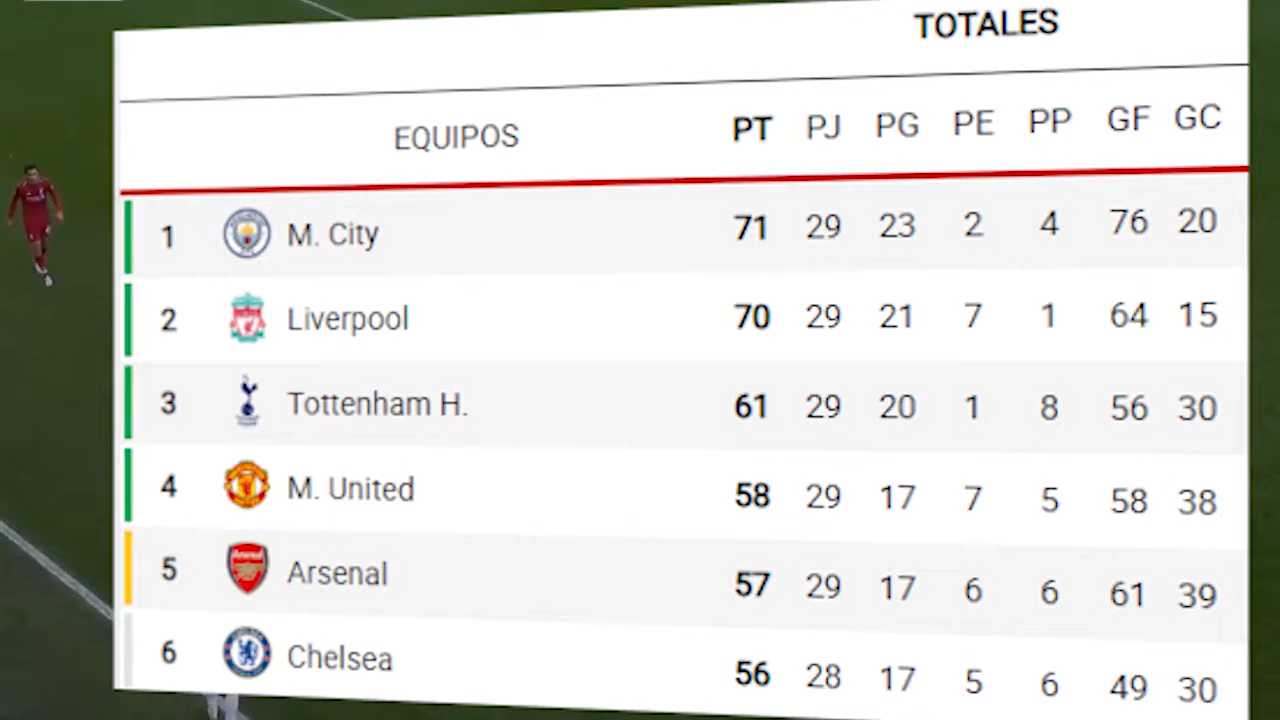 TOTALES
EQUIPOS PT PJ PG PE PP GF GC
1 M. City 71 29 23 2 4 76 20
2 Liverpool 70 29 21 7 1 64 15
3 Tottenham H. 61 29 20 1 8 56 30
4 M. United 58 29 17 7 5 58 38
5 Arsenal 57 29 17 6 6 61 39
6 Chelsea 56 28 17 5 6 49 30